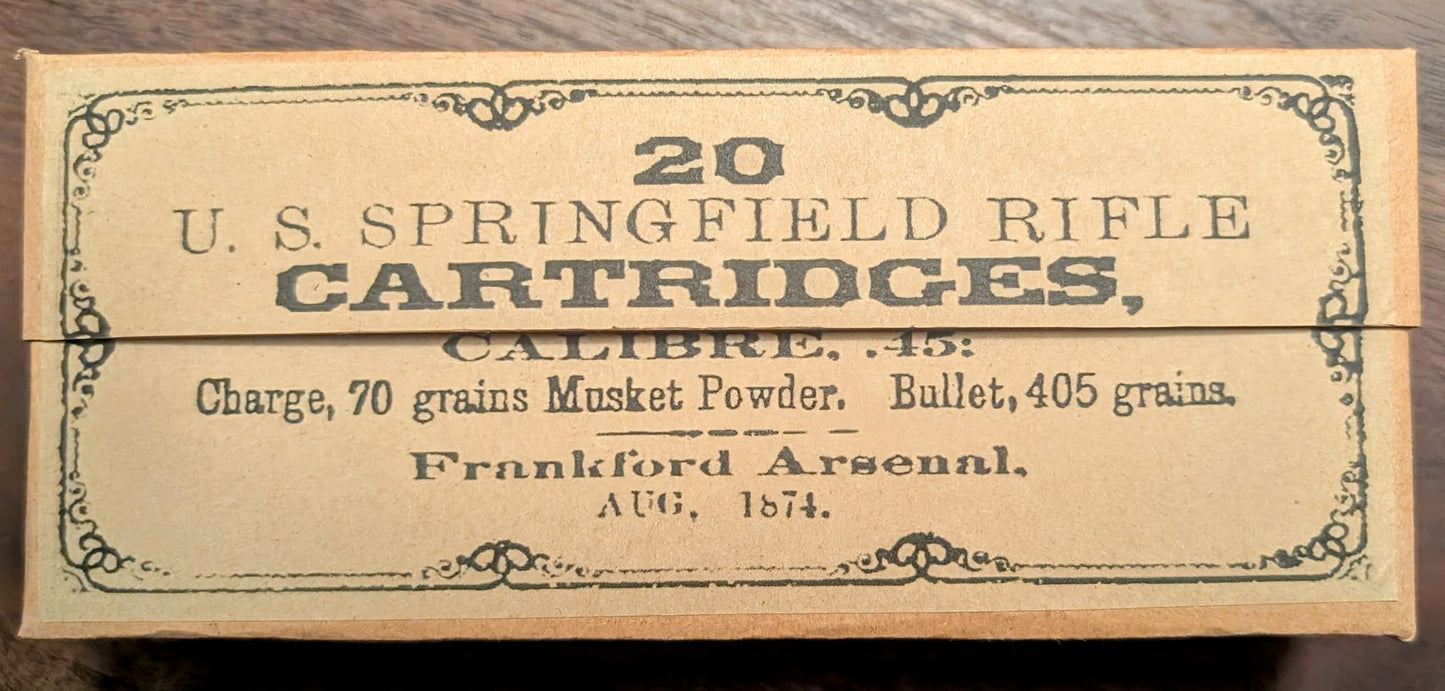 20
U. S. SPRINGFIELD RIFLE
CARTRIDGES,
CALIBRE, .45:
Charge, 70 grains Musket Powder. Bullet, 405 grains.
Frankford Arsenal,
AUG, 1874.